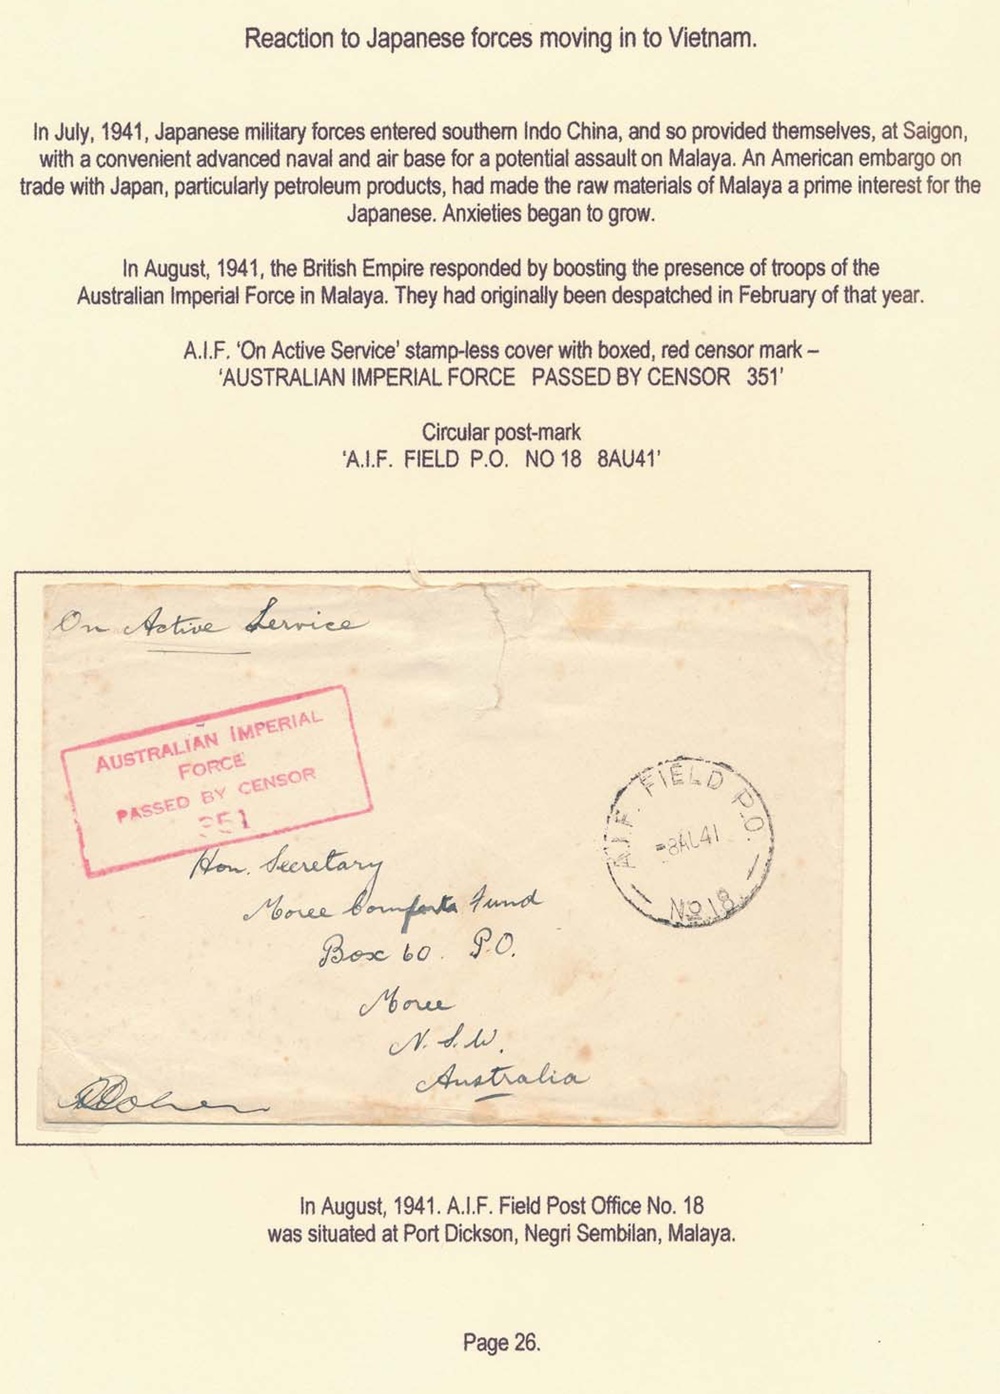 Reaction to Japanese forces moving in to Vietnam.
In July, 1941, Japanese military forces entered southern Indo China, and so provided themselves, at Saigon,
with a convenient advanced naval and air base for a potential assault on Malaya. An American embargo on
trade with Japan, particularly petroleum products, had made the raw materials of Malaya a prime interest for the
Japanese. Anxieties began to grow.
In August, 1941, the British Empire responded by boosting the presence of troops of the
Australian Imperial Force in Malaya. They had originally been despatched in February of that year.
A.I.F. 'On Active Service' stamp-less cover with boxed, red censor mark –
'AUSTRALIAN IMPERIAL FORCE PASSED BY CENSOR 351'
Circular post-mark
'A.I.F. FIELD P.O. NO 18 8AU41'
On Active Service
AUSTRALIAN IMPERIAL
FORCE
PASSED BY CENSOR
351
A.I.F. FIELD P.O.
8AU41
No 18
Hon. Secretary
Moree Comforts Fund
Box 60. P.O.
Moree
N.S.W.
Australia
In August, 1941. A.I.F. Field Post Office No. 18
was situated at Port Dickson, Negri Sembilan, Malaya.
Page 26.